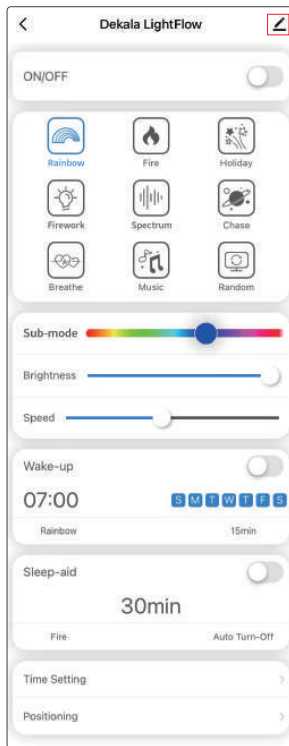 Dekala LightFlow
ON/OFF
Rainbow Fire Holiday
Firework Spectrum Chase
Breathe Music Random
Sub-mode
Brightness
Speed
Wake-up
07:00 S M T W T F S
Rainbow 15min
Sleep-aid
30min
Fire Auto Turn-Off
Time Setting
Positioning